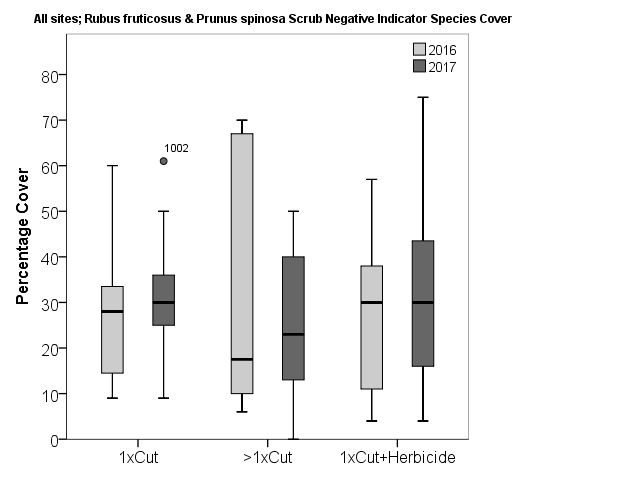 All sites; Rubus fruticosus & Prunus spinosa Scrub Negative Indicator Species Cover
2016
2017
80
70
60
50
40
30
20
10
0
Percentage Cover
1002
1xCut
>1xCut
1xCut+Herbicide